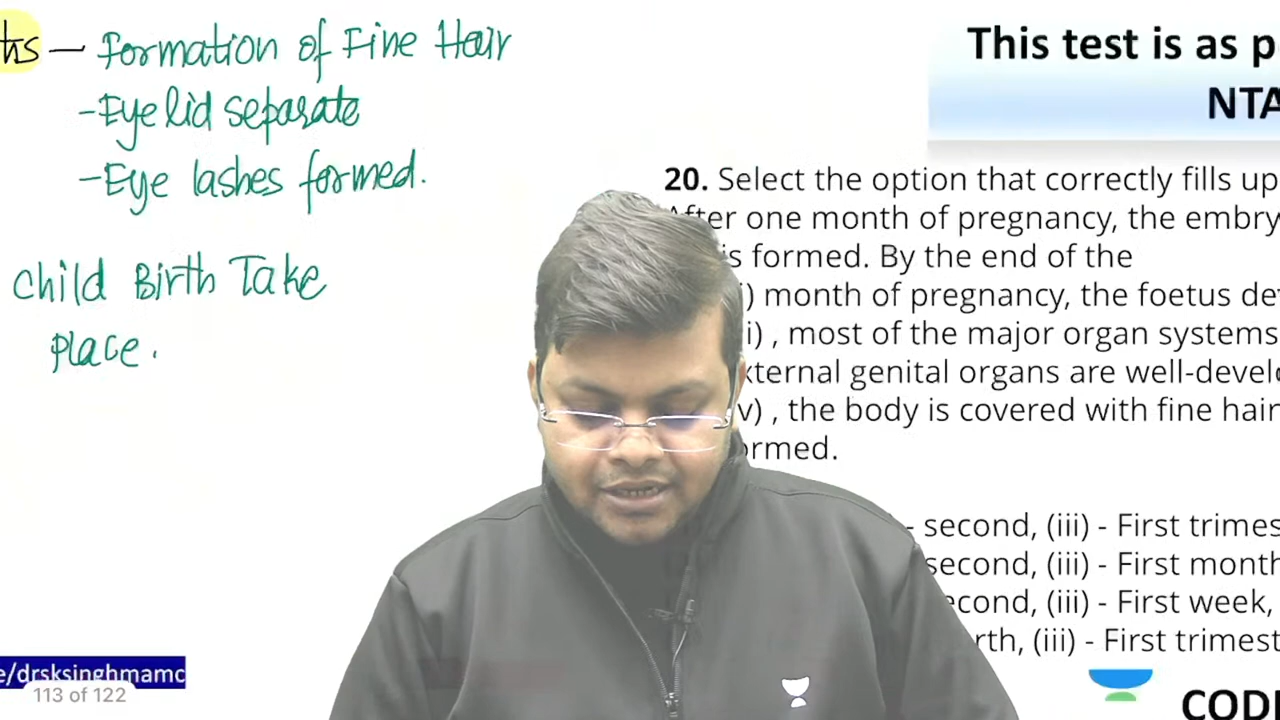 ths - Formation of Fine Hair
- Eye lid separate
- Eye lashes formed.
Child Birth Take
Place.
This test is as p
NTA
20. Select the option that correctly fills up
After one month of pregnancy, the embry
is formed. By the end of the
i) month of pregnancy, the foetus de
i) , most of the major organ systems
xternal genital organs are well-devel
v) , the body is covered with fine hair
ormed.
- second, (iii) - First trimes
second, (iii) - First month
econd, (iii) - First week,
rth, (iii) - First trimest
e/drsksinghmamc
113 of 122
COD